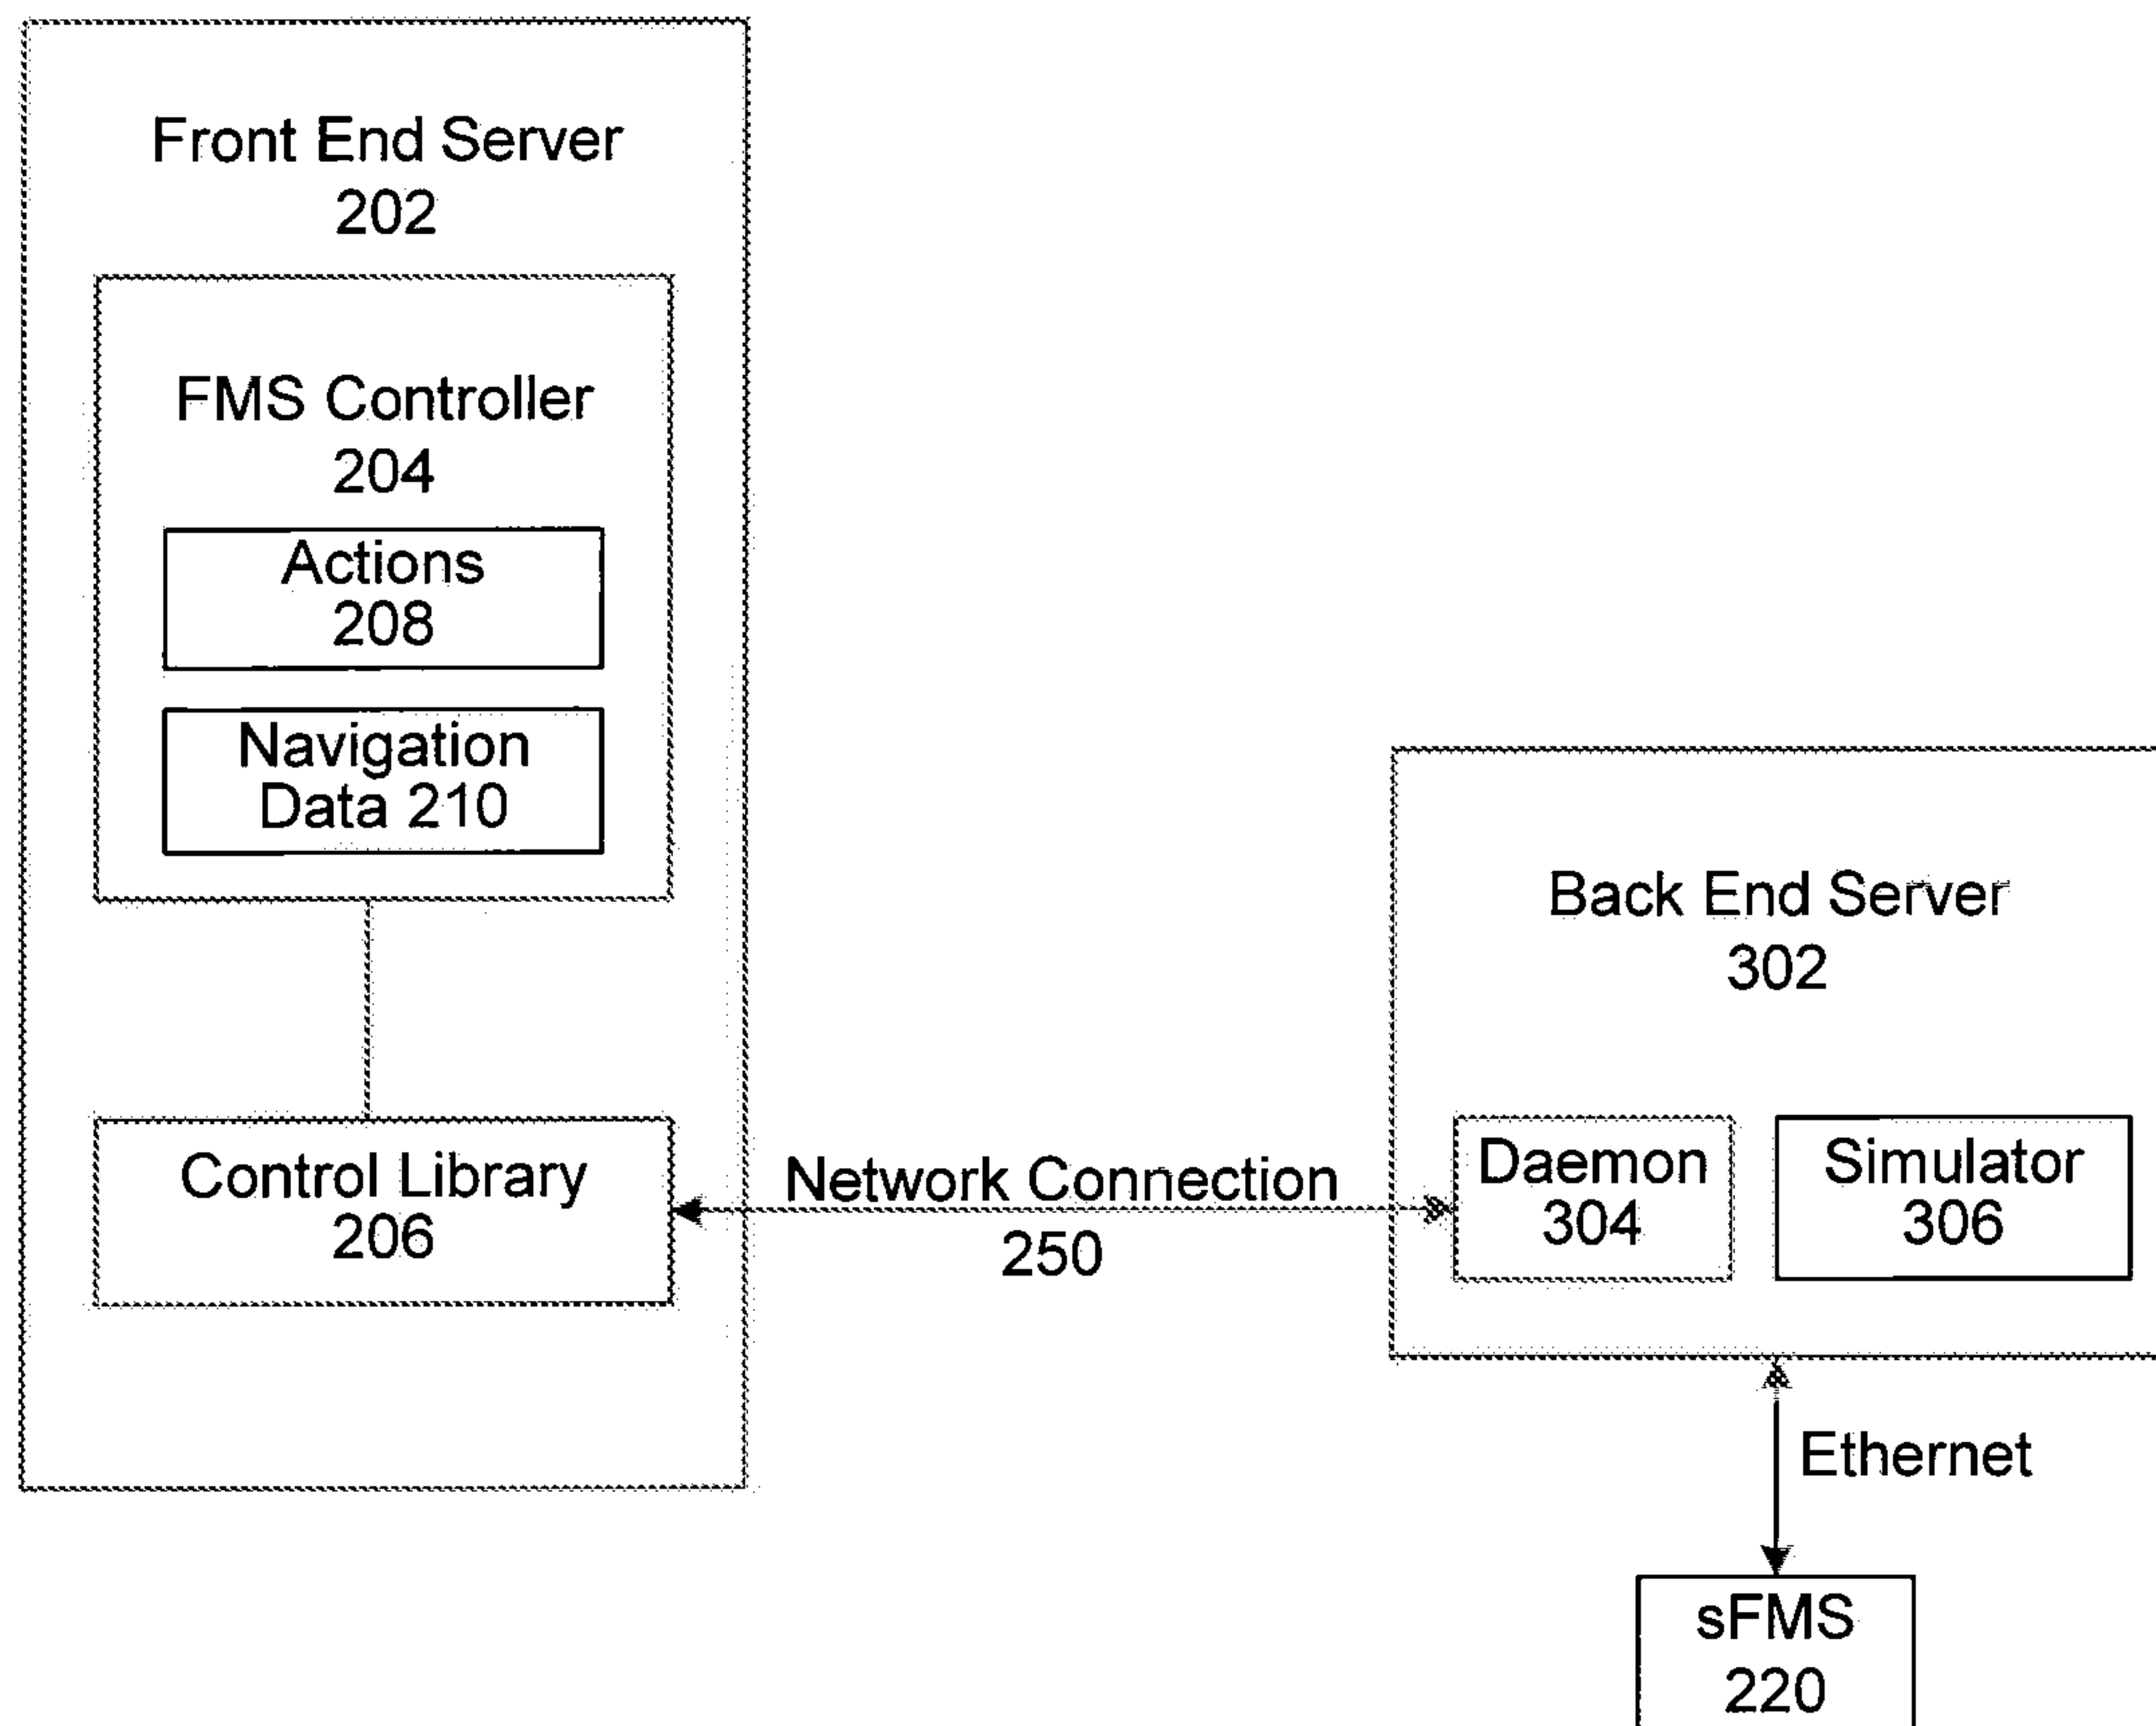 Front End Server
202
FMS Controller
204
Actions
208
Navigation
Data 210
Control Library
206
Network Connection
250
Back End Server
302
Daemon
304
Simulator
306
Ethernet
sFMS
220